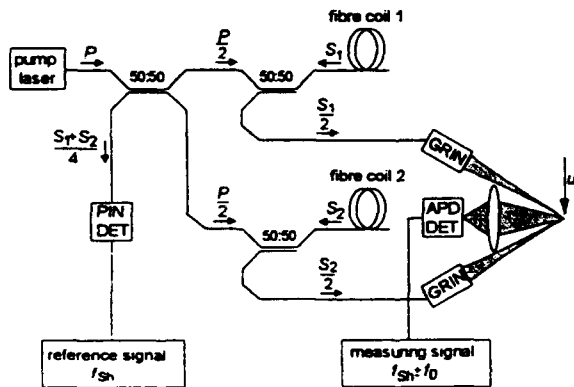 pump
laser
P
50:50
P
2
50:50
S1
fibre coil 1
S1
2
GRIN
S1+S2
4
PIN
DET
P
2
50:50
S2
fibre coil 2
APD
DET
u
S2
2
GRIN
reference signal
fSh
measuring signal
fSh±fD